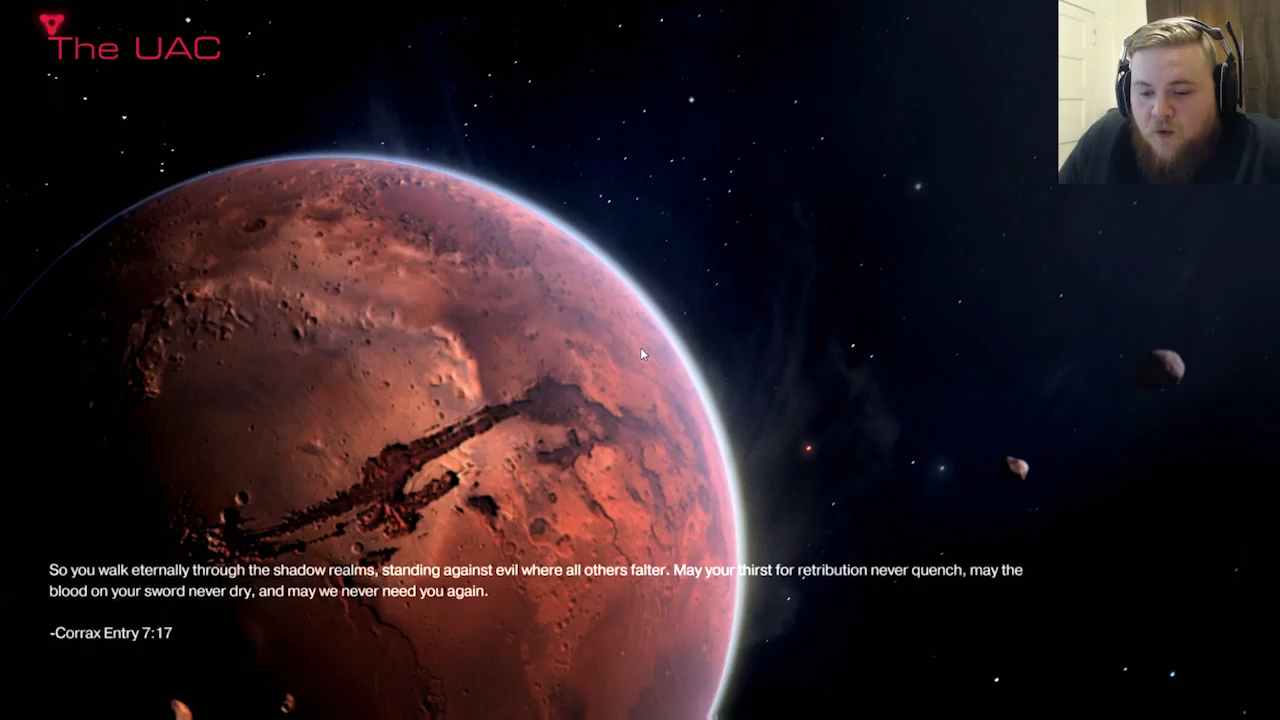 The UAC
So you walk eternally through the shadow realms, standing against evil where all others falter. May your thirst for retribution never quench, may the
blood on your sword never dry, and may we never need you again.
-Corrax Entry 7:17